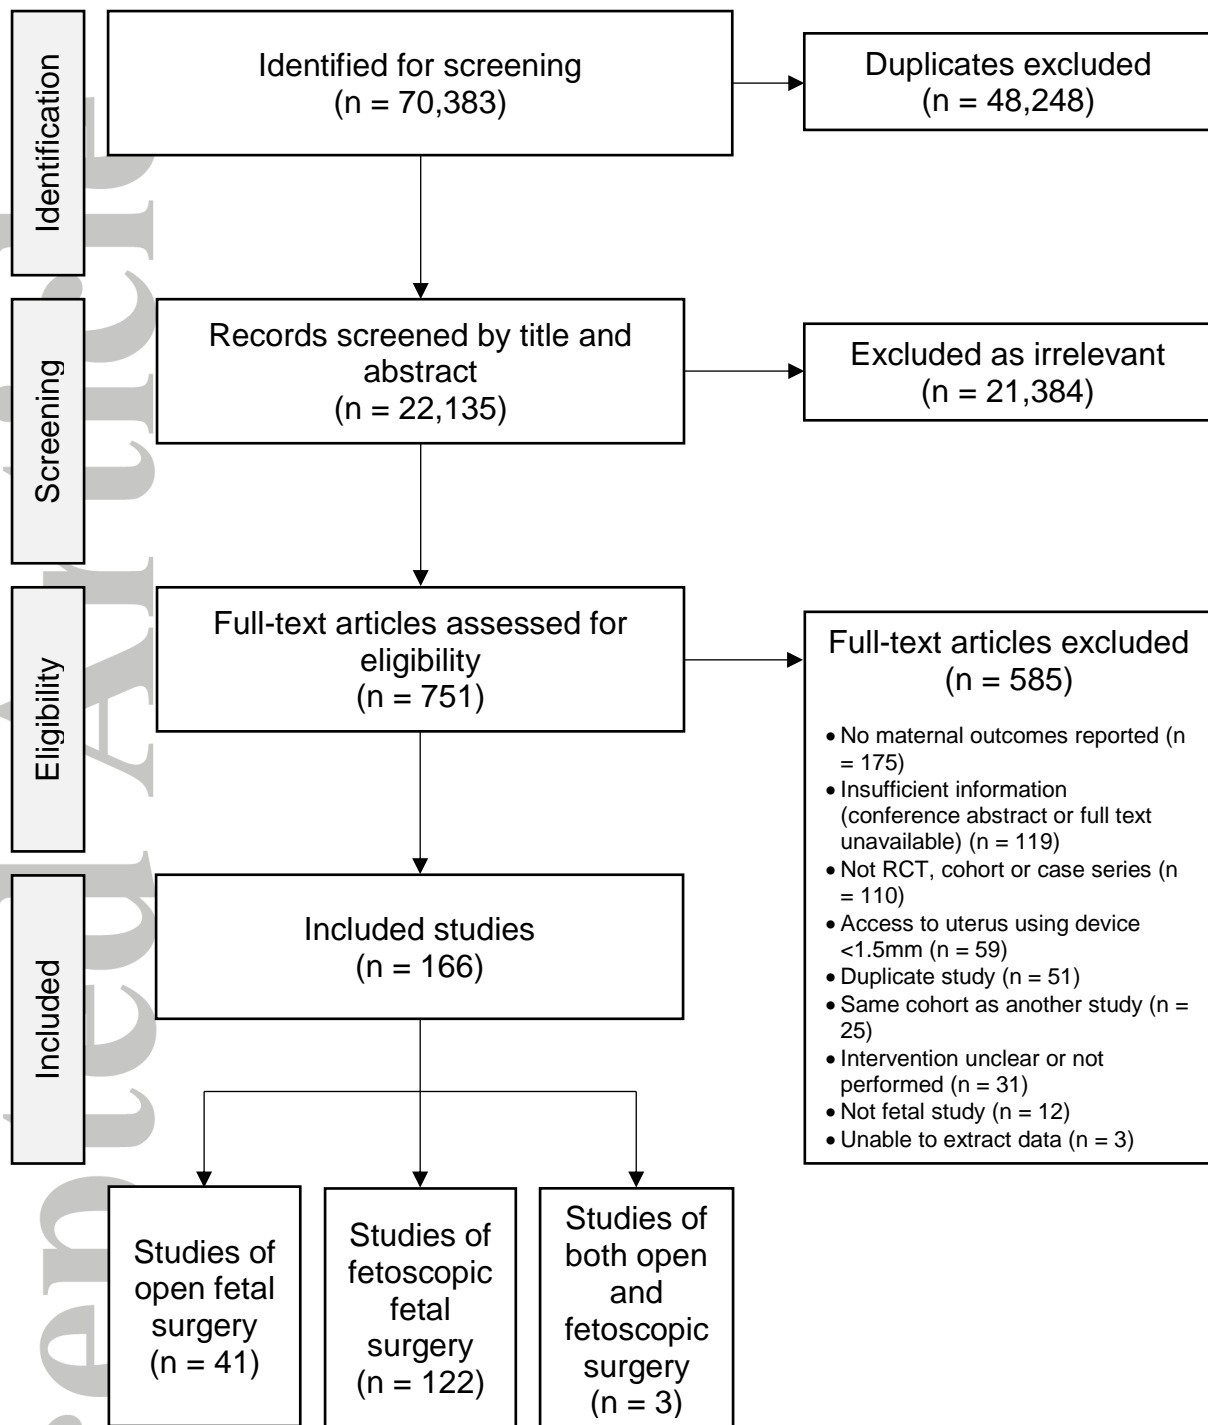 Identification
Identified for screening
(n = 70,383)
Duplicates excluded
(n = 48,248)
Screening
Records screened by title and
abstract
(n = 22,135)
Excluded as irrelevant
(n = 21,384)
Eligibility
Full-text articles assessed for
eligibility
(n = 751)
Full-text articles excluded
(n = 585)
• No maternal outcomes reported (n
= 175)
• Insufficient information
(conference abstract or full text
unavailable) (n = 119)
• Not RCT, cohort or case series (n
= 110)
• Access to uterus using device
<1.5mm (n = 59)
• Duplicate study (n = 51)
• Same cohort as another study (n =
25)
• Intervention unclear or not
performed (n = 31)
• Not fetal study (n = 12)
• Unable to extract data (n = 3)
Included
Included studies
(n = 166)
Studies of
open fetal
surgery
(n = 41)
Studies of
fetoscopic
fetal
surgery
(n = 122)
Studies of
both open
and
fetoscopic
surgery
(n = 3)
Article